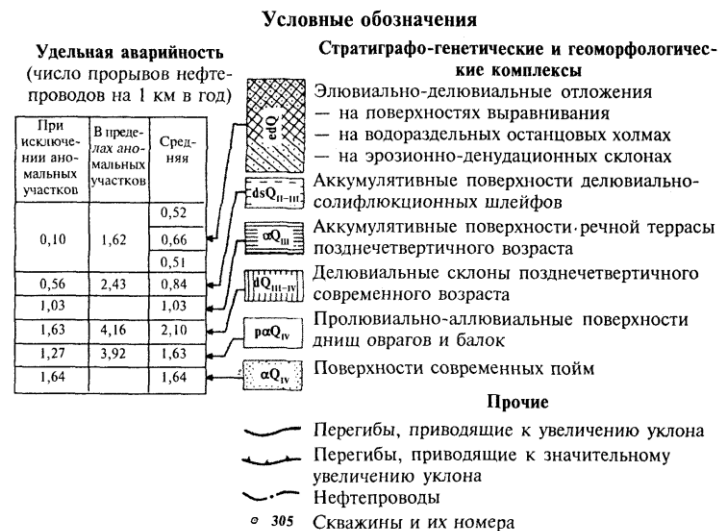 Условные обозначения
Удельная аварийность
(число прорывов нефте-
проводов на 1 км в год)
При исключении ано-мальных участков
При
исключе-
нии ано-
мальных
участков
В преде-
лах ано-
мальных
участков
Сред-
няя
0,52
0,10 1,62 0,66
0,51
0,56 2,43 0,84
1,03 1,03
1,63 4,16 2,10
1,27 3,92 1,63
1,64 1,64
Стратиграфо-генетические и геоморфологичес-
кие комплексы
edQ
Элювиально-делювиальные отложения
— на поверхностях выравнивания
— на водораздельных останцовых холмах
— на эрозионно-денудационных склонах
dsQII–III
Аккумулятивные поверхности делювиально-
солифлюкционных шлейфов
αQIII
Аккумулятивные поверхности речной террасы
позднечетвертичного возраста
dQIII–IV
Делювиальные склоны позднечетвертичного
современного возраста
pαQIV
Пролювиально-аллювиальные поверхности
днищ оврагов и балок
αQIV
Поверхности современных пойм
Прочие
Перегибы, приводящие к увеличению уклона
Перегибы, приводящие к значительному
увеличению уклона
Нефтепроводы
305 Скважины и их номера